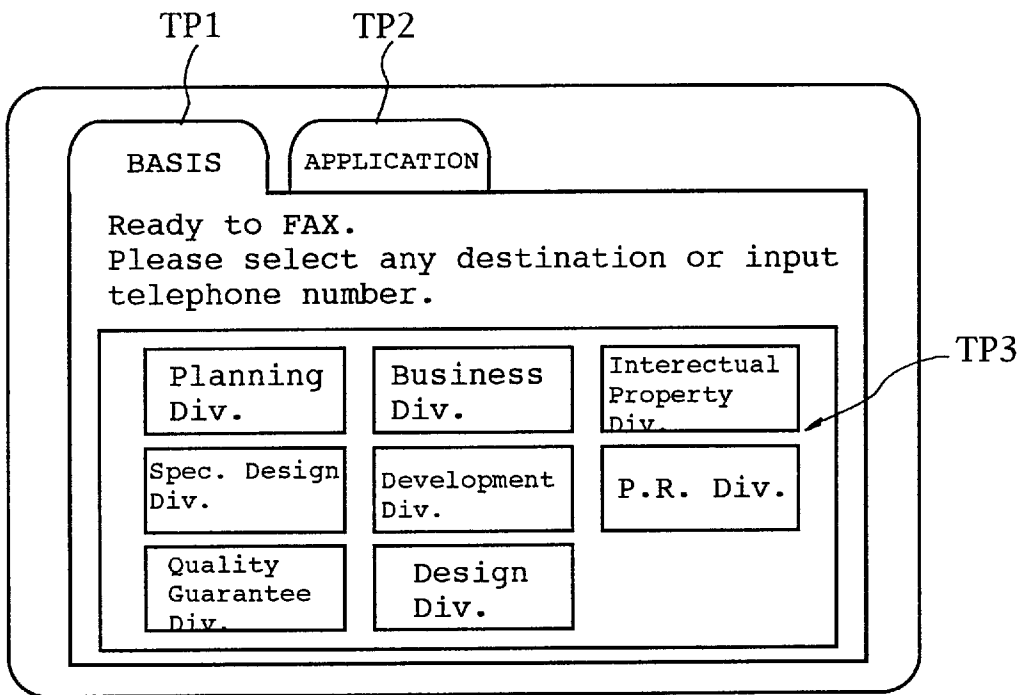 TP1 TP2
BASIS APPLICATION
Ready to FAX.
Please select any destination or input
telephone number.
TP3
Planning
Div.
Business
Div.
Interectual
Property
Div.
Spec. Design
Div.
Development
Div.
P.R. Div.
Quality
Guarantee
Div.
Design
Div.